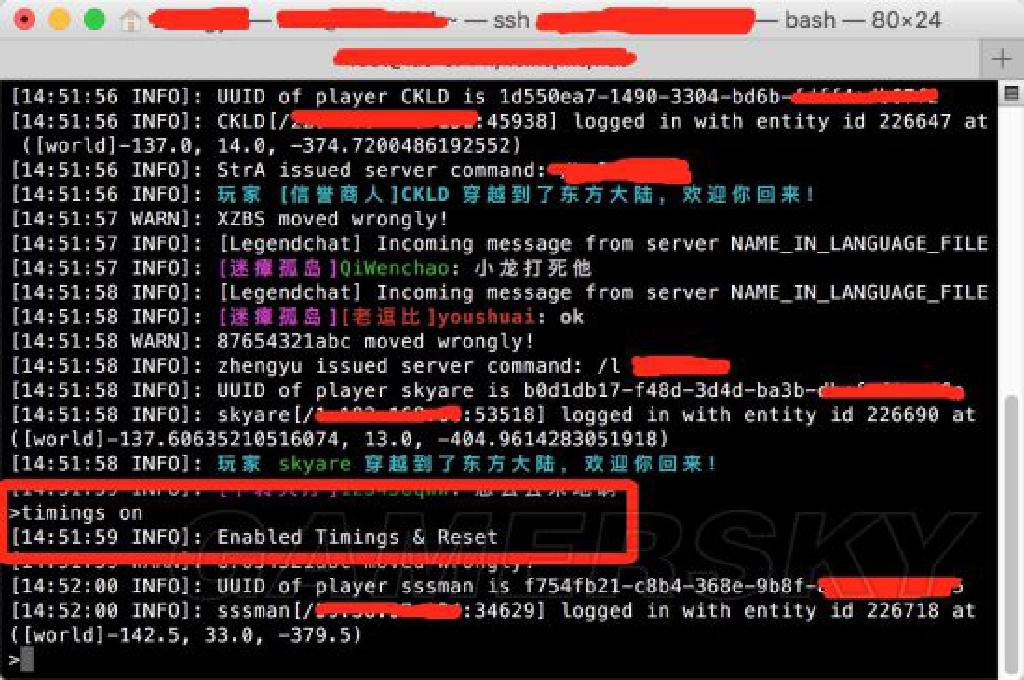 — ssh — bash — 80×24
[14:51:56 INFO]: UUID of player CKLD is 1d550ea7-1490-3304-bd6b-
[14:51:56 INFO]: CKLD[/ :45938] logged in with entity id 226647 at
([world]-137.0, 14.0, -374.7200486192552)
[14:51:56 INFO]: StrA issued server command:
[14:51:56 INFO]: 玩家 [信誉商人]CKLD 穿越到了东方大陆，欢迎你回来！
[14:51:57 WARN]: XZBS moved wrongly!
[14:51:57 INFO]: [Legendchat] Incoming message from server NAME_IN_LANGUAGE_FILE
[14:51:57 INFO]: [迷瘴孤岛]QiWenchao: 小龙打死他
[14:51:58 INFO]: [Legendchat] Incoming message from server NAME_IN_LANGUAGE_FILE
[14:51:58 INFO]: [迷瘴孤岛][老逗比]youshuai: ok
[14:51:58 WARN]: 87654321abc moved wrongly!
[14:51:58 INFO]: zhengyu issued server command: /l
[14:51:58 INFO]: UUID of player skyare is b0d1db17-f48d-3d4d-ba3b-
[14:51:58 INFO]: skyare[/ :53518] logged in with entity id 226690 at
([world]-137.60635210516074, 13.0, -404.9614283051918)
[14:51:58 INFO]: 玩家 skyare 穿越到了东方大陆，欢迎你回来！
>timings on
[14:51:59 INFO]: Enabled Timings & Reset
[14:51:59 WARN]: 87654321abc moved wrongly!
[14:52:00 INFO]: UUID of player sssman is f754fb21-c8b4-368e-9b8f-
[14:52:00 INFO]: sssman[/ :34629] logged in with entity id 226718 at
([world]-142.5, 33.0, -379.5)
>
GAMERSKY